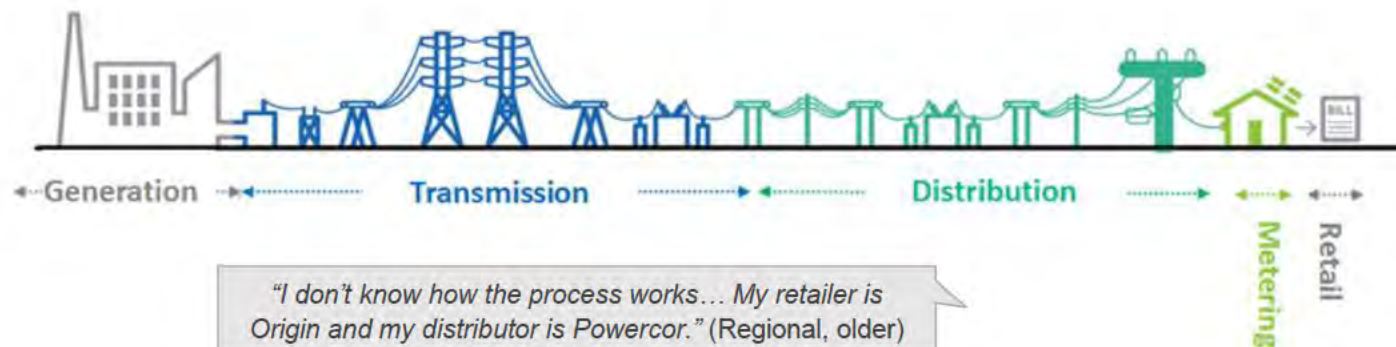 BILL
Generation
Transmission
Distribution
Metering
Retail
“I don’t know how the process works… My retailer is
Origin and my distributor is Powercor.” (Regional, older)